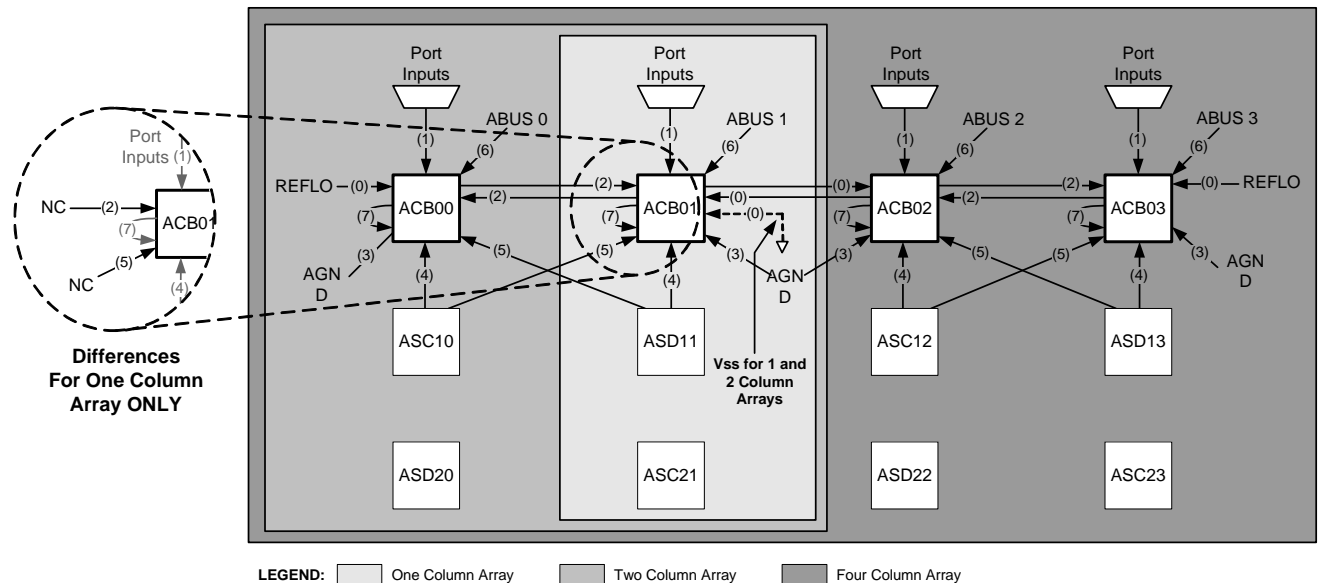 Port
Inputs
Port
Inputs
Port
Inputs
Port
Inputs
ABUS 0
ABUS 1
ABUS 2
ABUS 3
(1)
(1)
(1)
(1)
(6)
(6)
(6)
(6)
Port
Inputs
(1)
NC
(2)
ACB01
(7)
(5)
NC
(4)
REFLO
(0)
ACB00
(2)
(2)
ACB01
(0)
(0)
(0)
ACB02
(2)
(2)
ACB03
(0)
REFLO
(7)
(7)
(7)
(7)
(3)
AGN
D
(4)
(5)
(5)
(4)
(3)
AGN
D
(3)
(4)
(5)
(5)
(4)
(3)
AGN
D
ASC10
ASD11
ASC12
ASD13
Vss for 1 and
2 Column
Arrays
Differences
For One Column
Array ONLY
ASD20
ASC21
ASD22
ASC23
LEGEND:
One Column Array
Two Column Array
Four Column Array